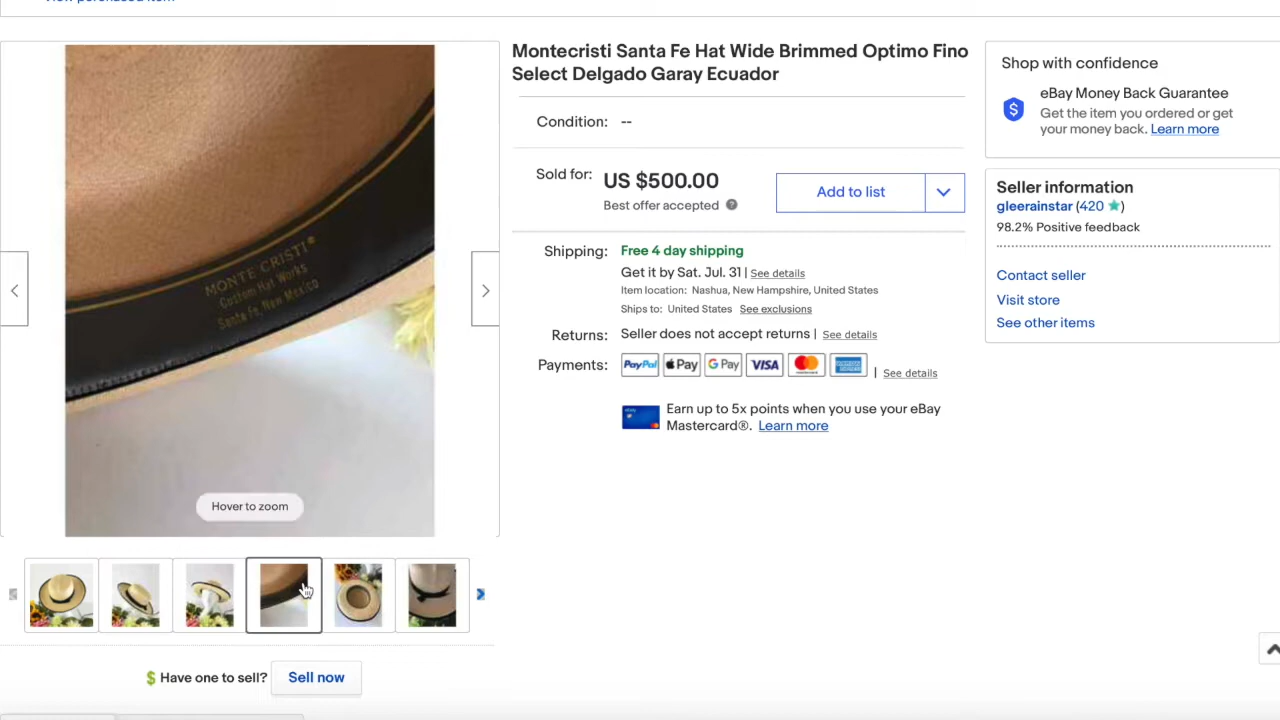 Montecristi Santa Fe Hat Wide Brimmed Optimo Fino
Select Delgado Garay Ecuador
Condition: --
Sold for: US $500.00
Best offer accepted
Add to list
Shipping: Free 4 day shipping
Get it by Sat. Jul. 31 | See details
Item location: Nashua, New Hampshire, United States
Ships to: United States See exclusions
Returns: Seller does not accept returns | See details
Payments: PayPal Pay G Pay VISA | See details
Earn up to 5x points when you use your eBay
Mastercard®. Learn more
Shop with confidence
eBay Money Back Guarantee
Get the item you ordered or get
your money back. Learn more
Seller information
gleerainstar (420 ★)
98.2% Positive feedback
Contact seller
Visit store
See other items
MONTE CRISTI®
Custom Hat Works
Santa Fe, New Mexico
Hover to zoom
Have one to sell? Sell now